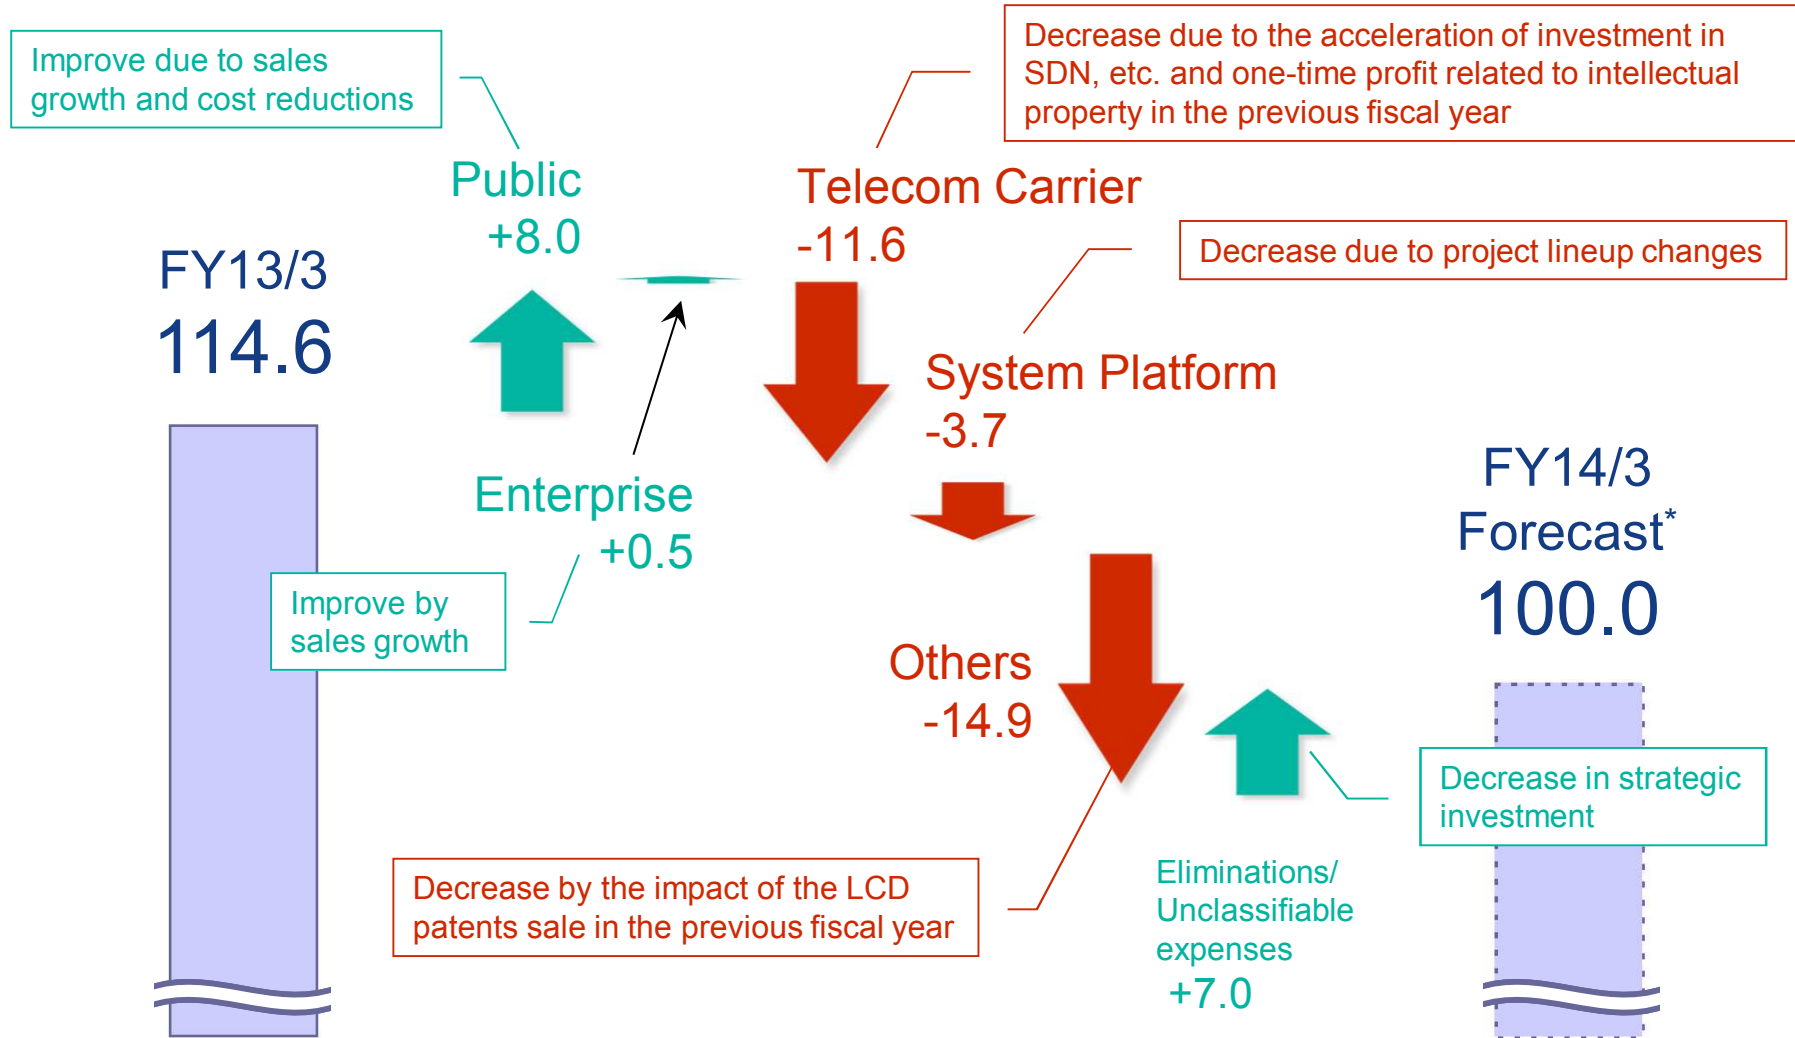 Improve due to sales
growth and cost reductions
Decrease due to the acceleration of investment in
SDN, etc. and one-time profit related to intellectual
property in the previous fiscal year
Public
+8.0
Telecom Carrier
-11.6
Decrease due to project lineup changes
FY13/3
114.6
System Platform
-3.7
Enterprise
+0.5
FY14/3
Forecast*
100.0
Improve by
sales growth
Others
-14.9
Decrease in strategic
investment
Decrease by the impact of the LCD
patents sale in the previous fiscal year
Eliminations/
Unclassifiable
expenses
+7.0